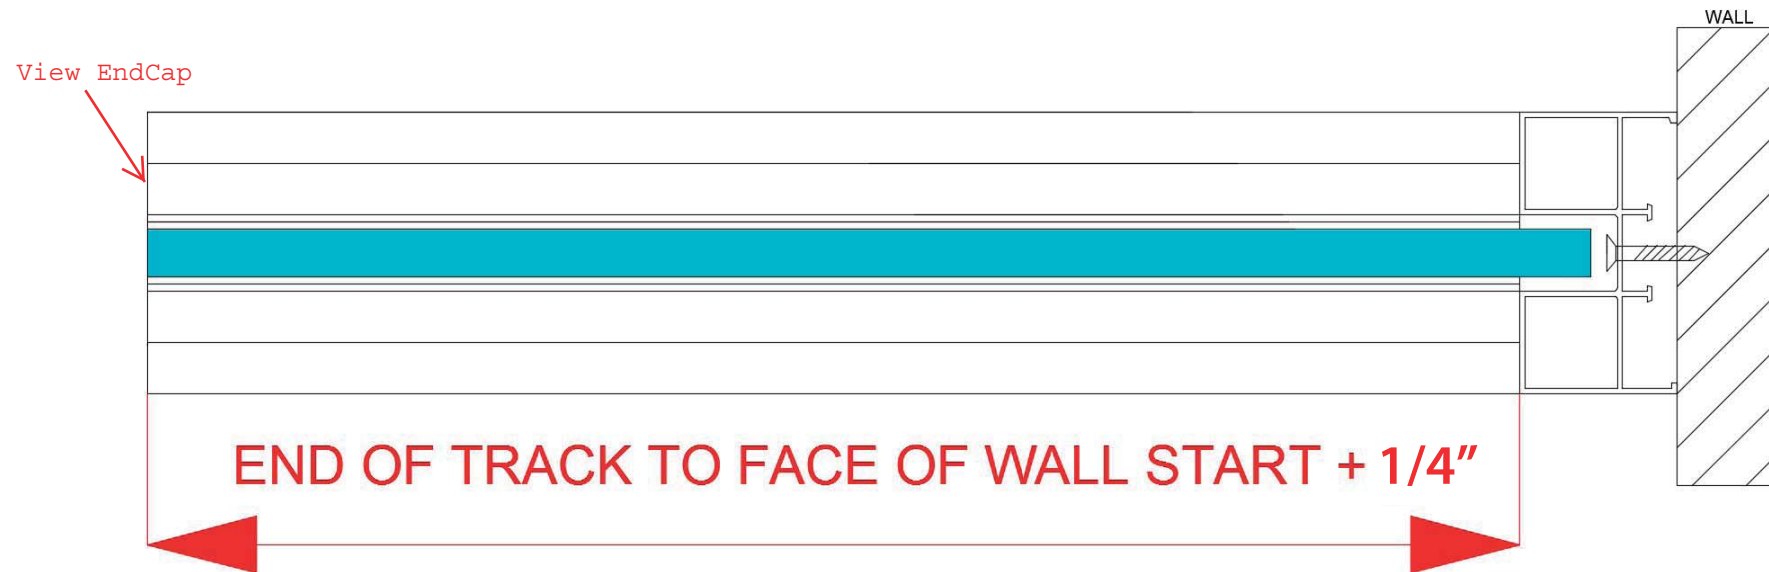 WALL
View EndCap
END OF TRACK TO FACE OF WALL START + 1/4"